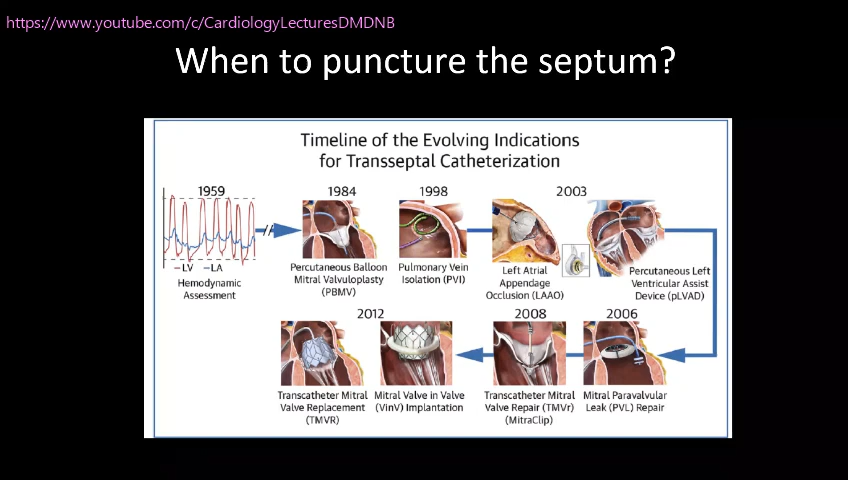 https://www.youtube.com/c/CardiologyLecturesDMDNB
When to puncture the septum?
Timeline of the Evolving Indications
for Transseptal Catheterization
1959
1984
1998
2003
–LV –LA
Hemodynamic
Assessment
Percutaneous Balloon
Mitral Valvuloplasty
(PBMV)
Pulmonary Vein
Isolation (PVI)
Left Atrial
Appendage
Occlusion (LAAO)
Percutaneous Left
Ventricular Assist
Device (pLVAD)
2012
2008
2006
Transcatheter Mitral
Valve Replacement
(TMVR)
Mitral Valve in Valve
(VinV) Implantation
Transcatheter Mitral
Valve Repair (TMVr)
(MitraClip)
Mitral Paravalvular
Leak (PVL) Repair